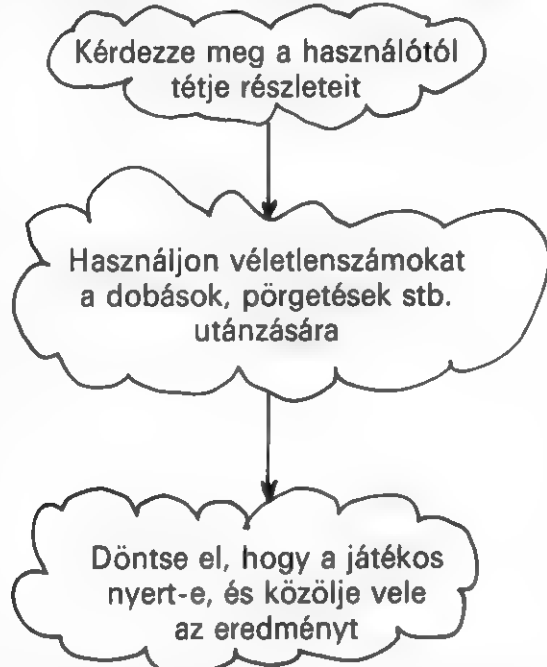 Kérdezze meg a használótól
tétje részleteit
Használjon véletlenszámokat
a dobások, pörgetések stb.
utánzására
Döntse el, hogy a játékos
nyert-e, és közölje vele
az eredményt